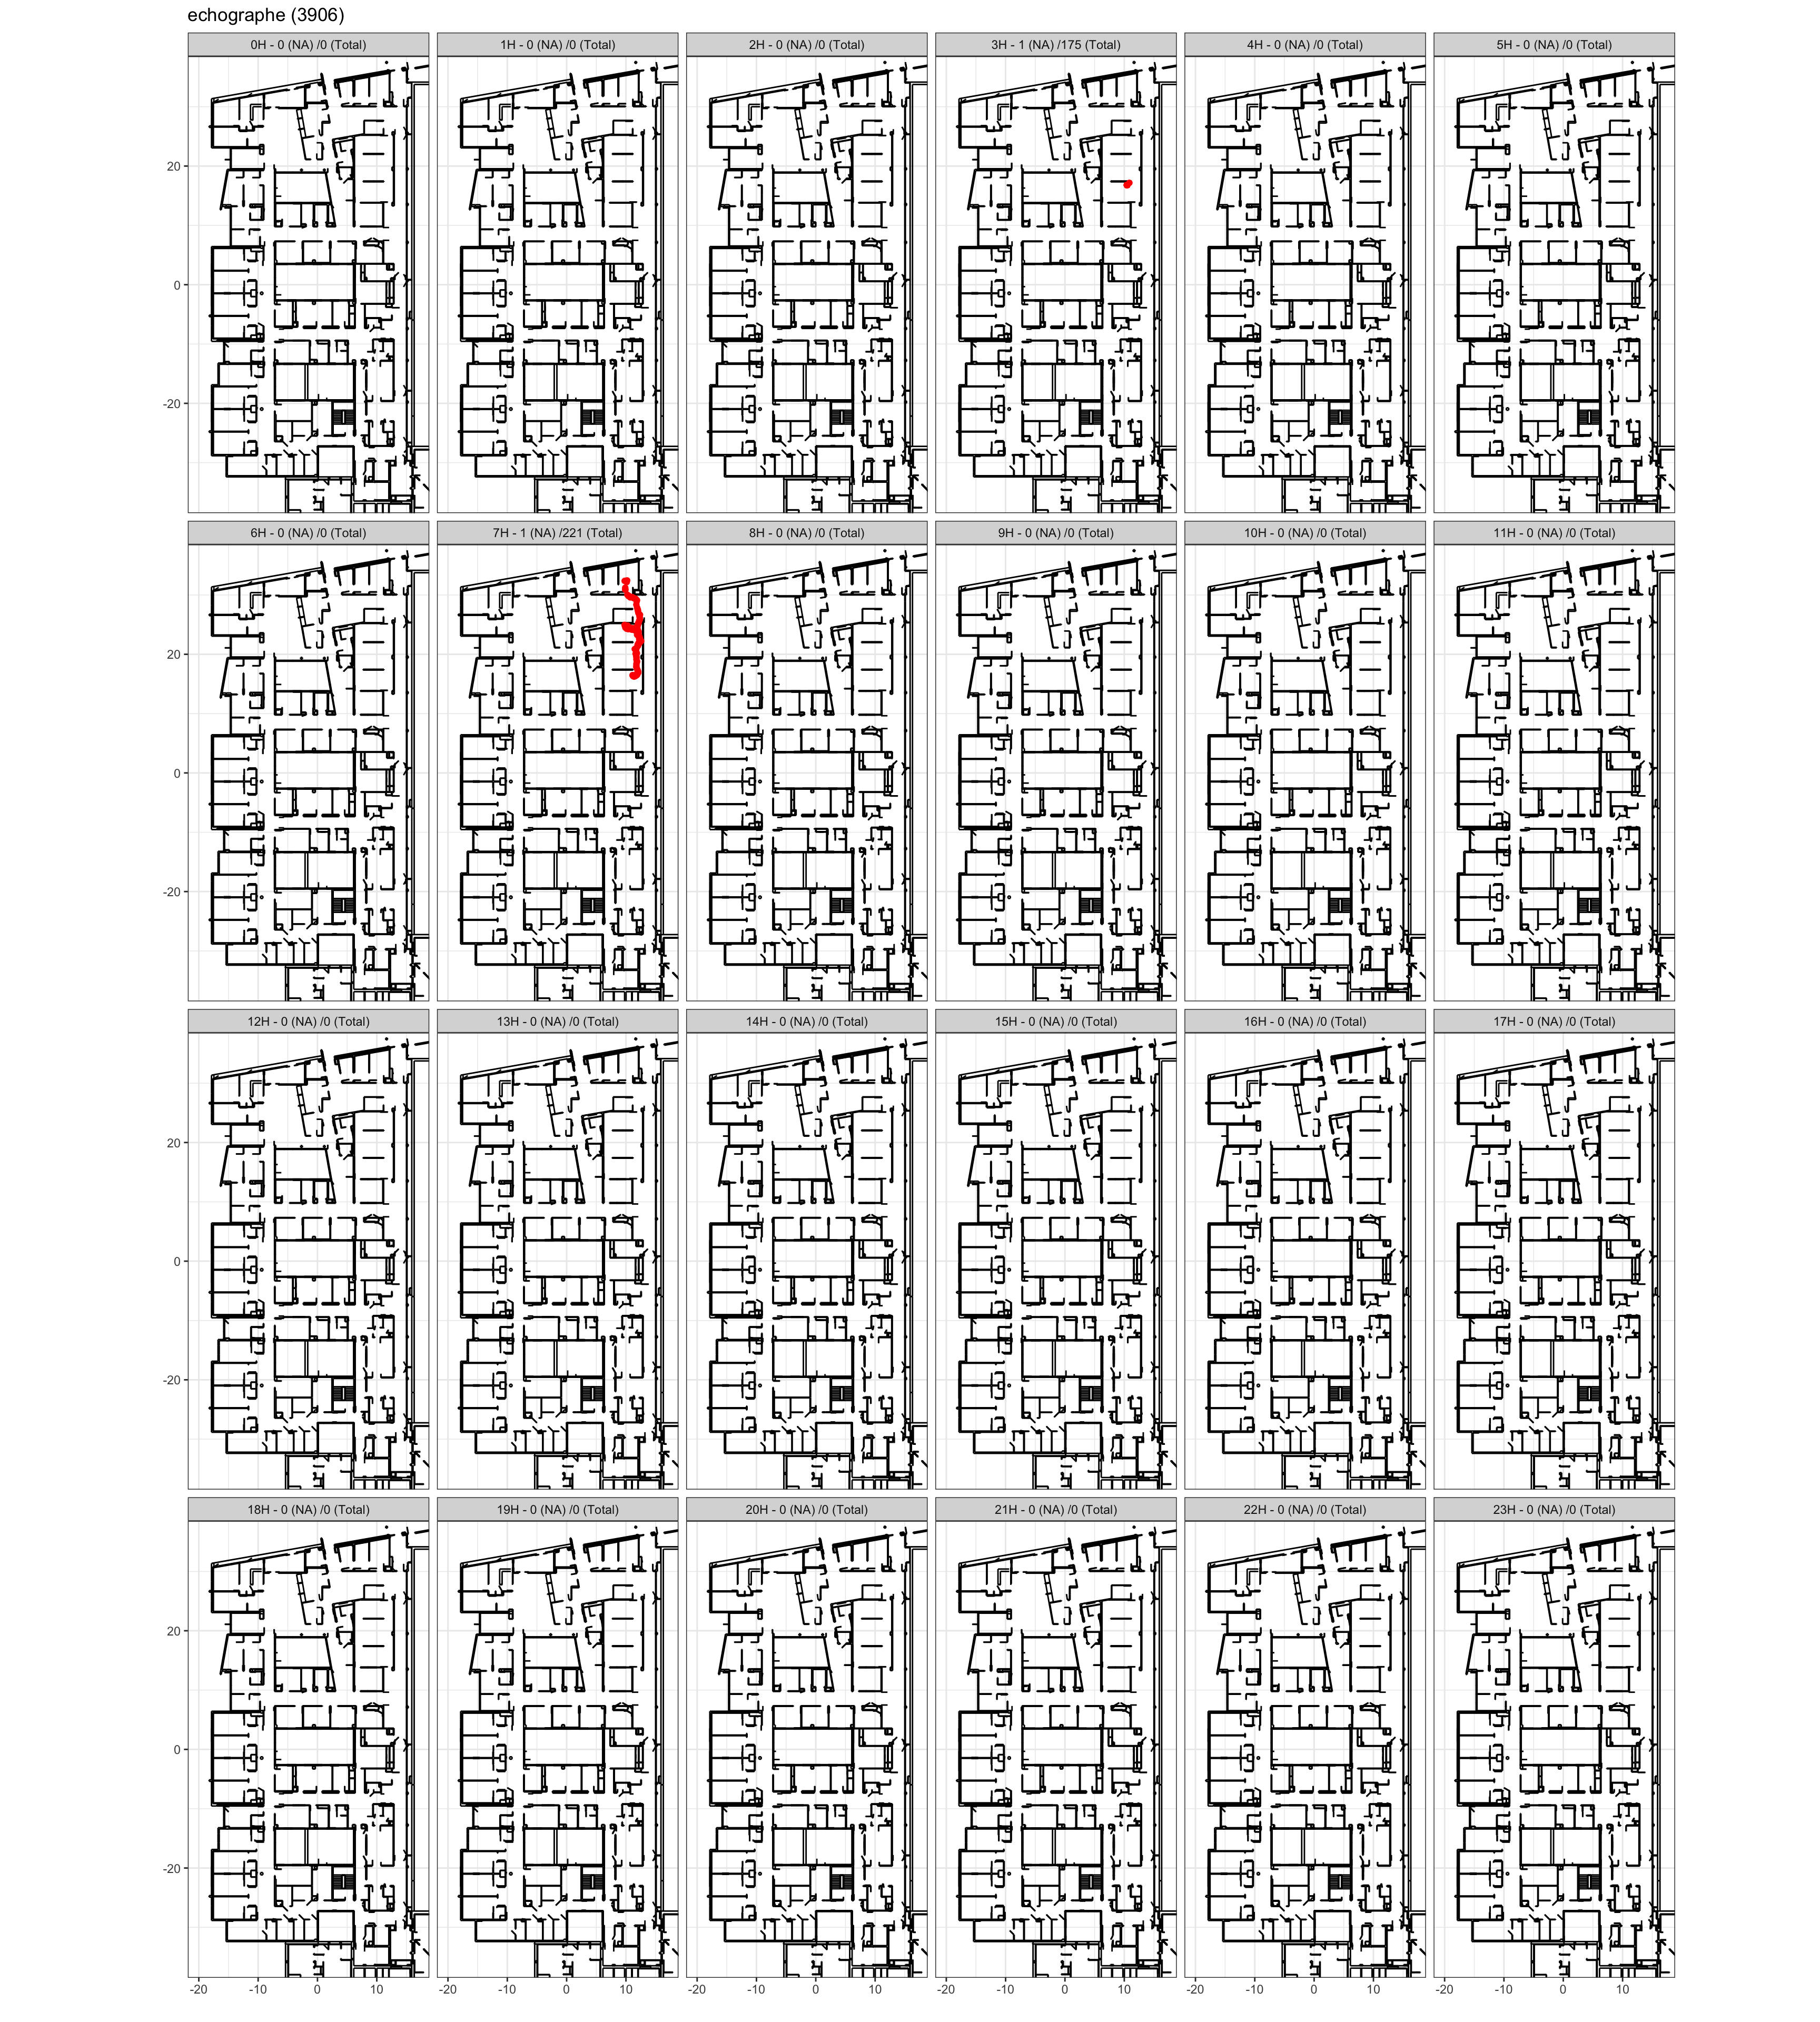 echographe (3906)
0H - 0 (NA) /0 (Total) 1H - 0 (NA) /0 (Total) 2H - 0 (NA) /0 (Total) 3H - 1 (NA) /175 (Total) 4H - 0 (NA) /0 (Total) 5H - 0 (NA) /0 (Total)
20
0
-20
6H - 0 (NA) /0 (Total) 7H - 1 (NA) /221 (Total) 8H - 0 (NA) /0 (Total) 9H - 0 (NA) /0 (Total) 10H - 0 (NA) /0 (Total) 11H - 0 (NA) /0 (Total)
20
0
-20
12H - 0 (NA) /0 (Total) 13H - 0 (NA) /0 (Total) 14H - 0 (NA) /0 (Total) 15H - 0 (NA) /0 (Total) 16H - 0 (NA) /0 (Total) 17H - 0 (NA) /0 (Total)
20
0
-20
18H - 0 (NA) /0 (Total) 19H - 0 (NA) /0 (Total) 20H - 0 (NA) /0 (Total) 21H - 0 (NA) /0 (Total) 22H - 0 (NA) /0 (Total) 23H - 0 (NA) /0 (Total)
20
0
-20
-20 -10 0 10 -20 -10 0 10 -20 -10 0 10 -20 -10 0 10 -20 -10 0 10 -20 -10 0 10